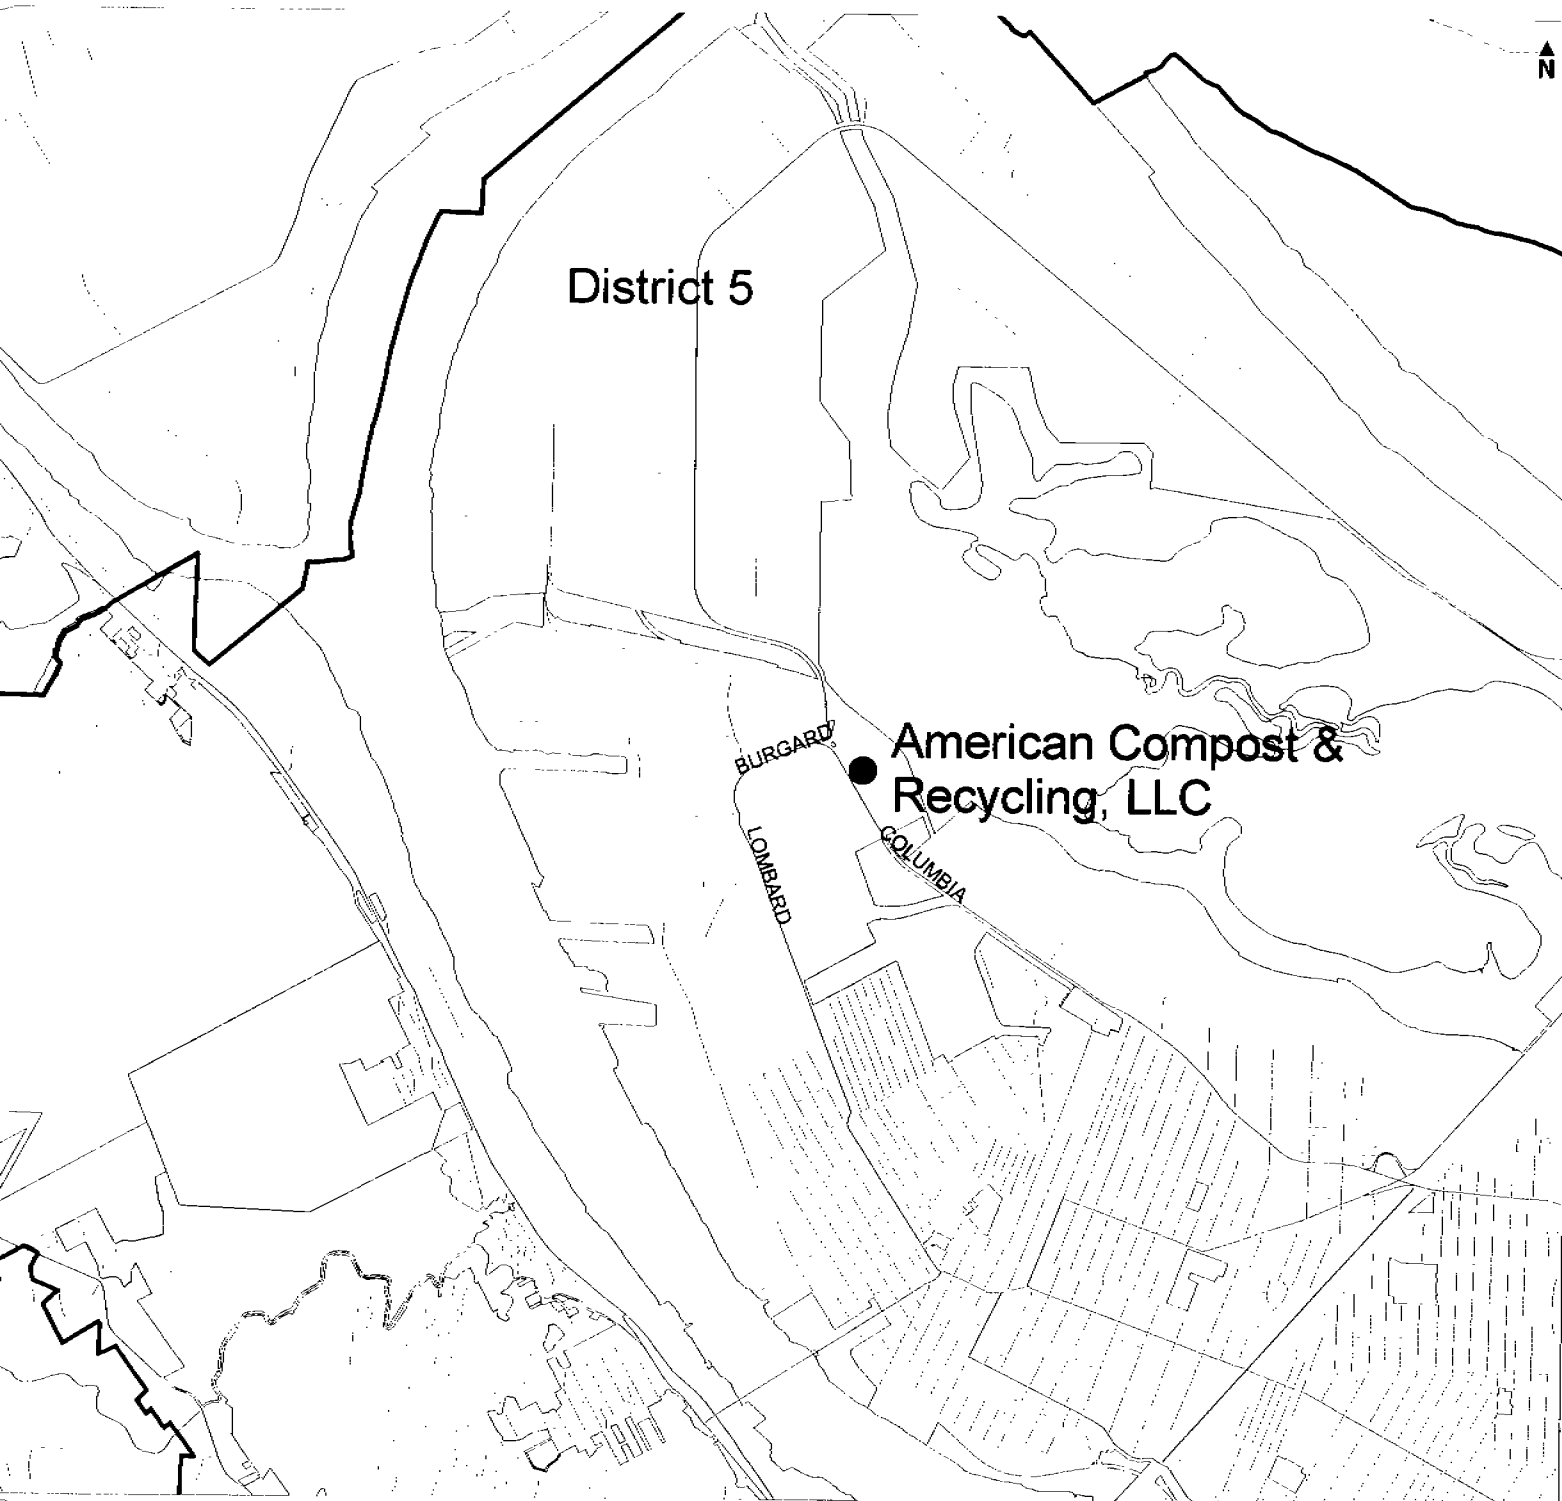 N
District 5
BURGARD
American Compost &
Recycling, LLC
LOMBARD
COLUMBIA